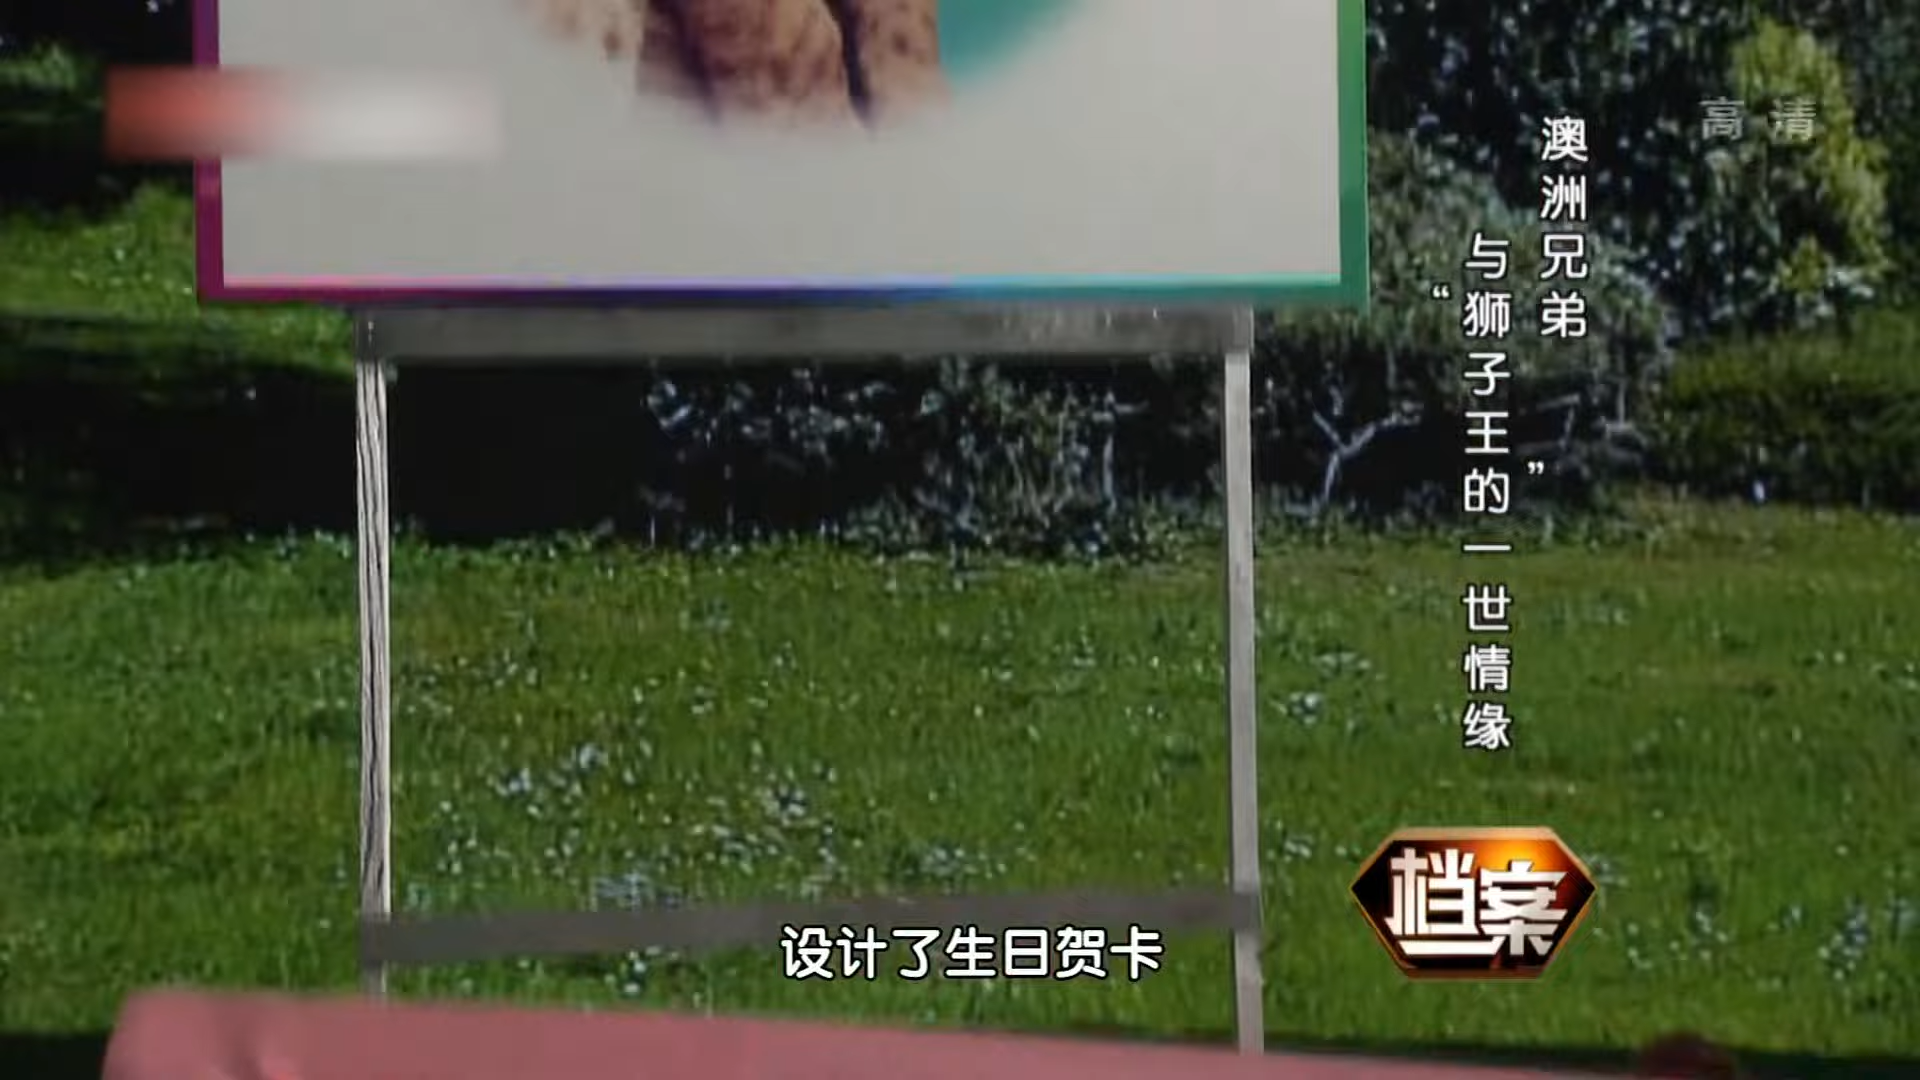 高清
澳洲兄弟
与“狮子王”的一世情缘
档案
设计了生日贺卡